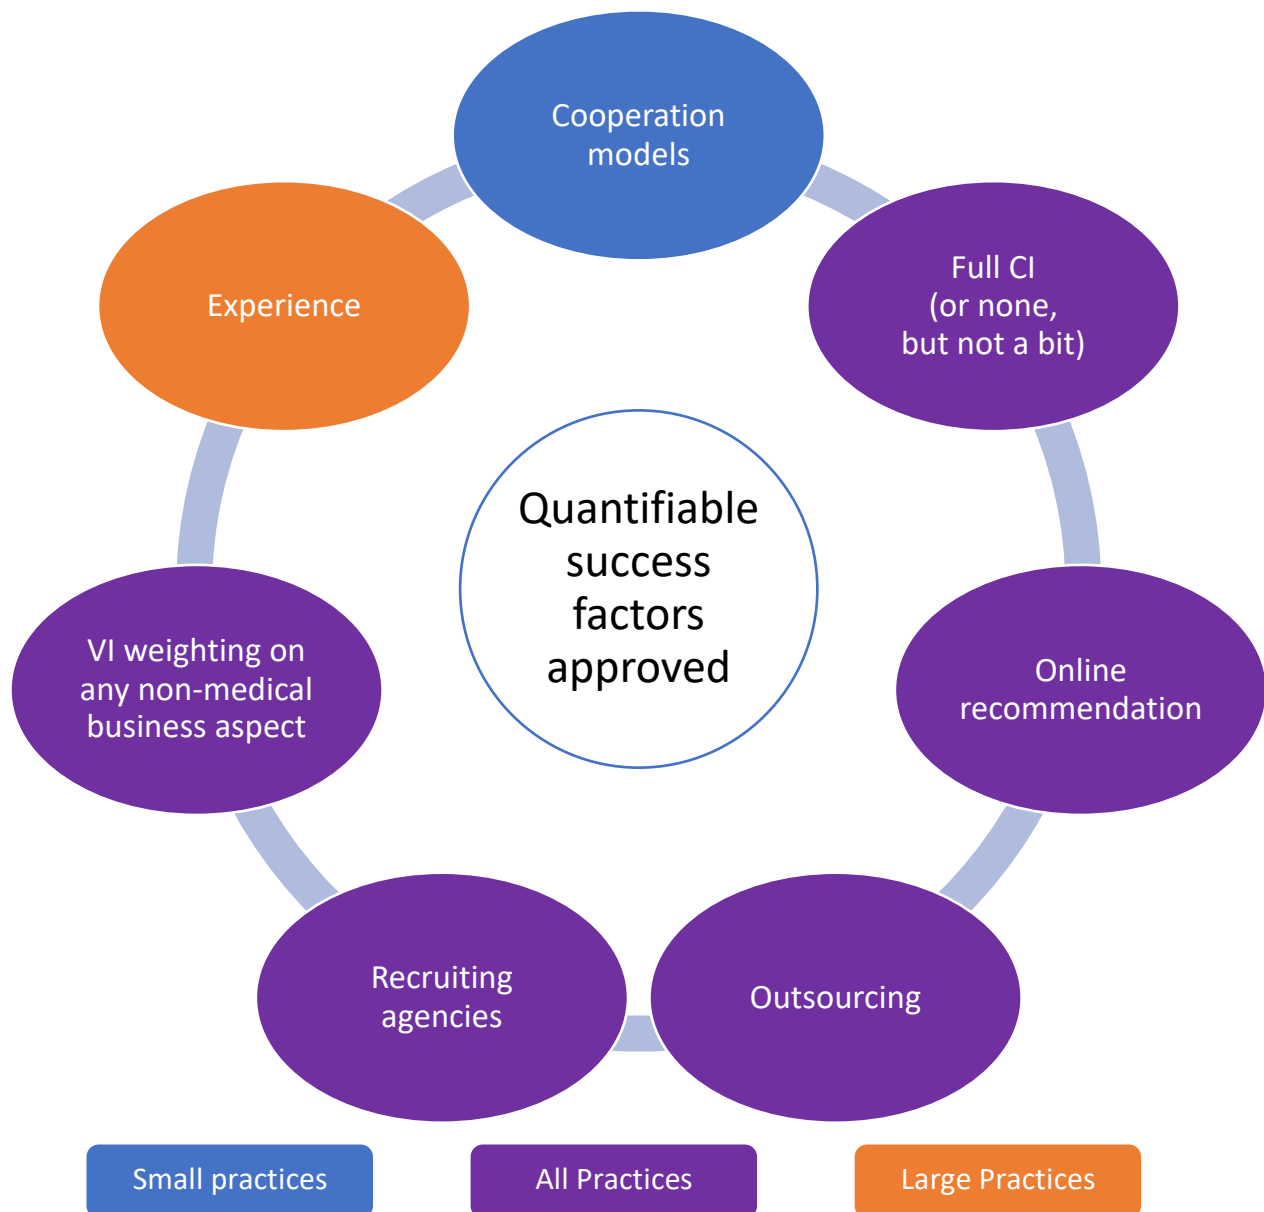 Cooperation
models
Full CI
(or none,
but not a bit)
Online
recommendation
Outsourcing
Recruiting
agencies
VI weighting on
any non-medical
business aspect
Experience
Quantifiable
success
factors
approved
Small practices
All Practices
Large Practices